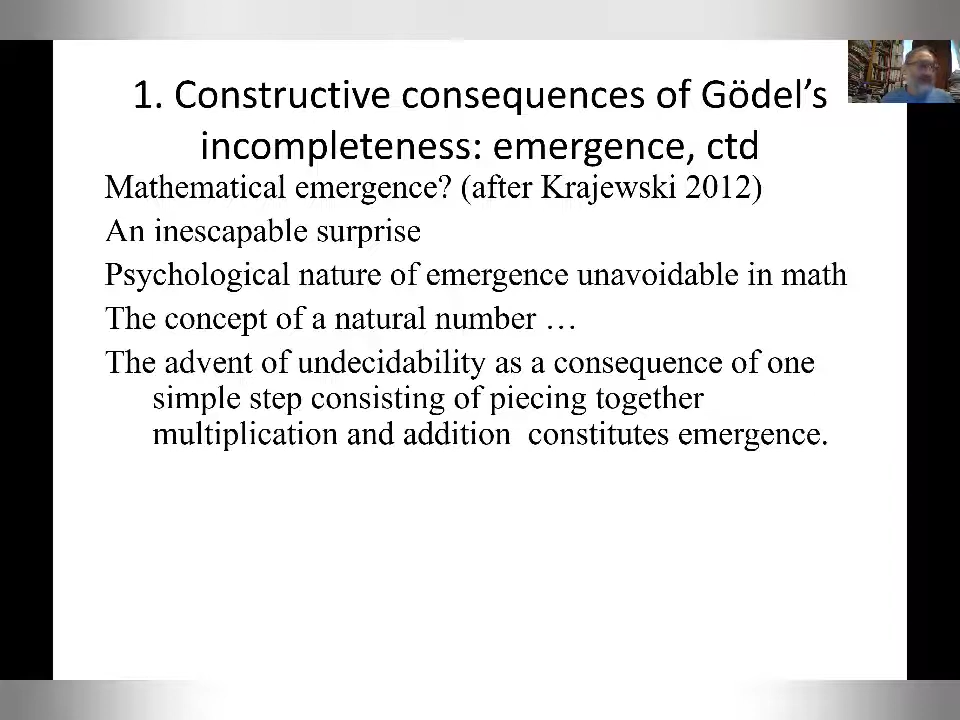 1. Constructive consequences of Gödel's
incompleteness: emergence, ctd
Mathematical emergence? (after Krajewski 2012)
An inescapable surprise
Psychological nature of emergence unavoidable in math
The concept of a natural number …
The advent of undecidability as a consequence of one
simple step consisting of piecing together
multiplication and addition constitutes emergence.